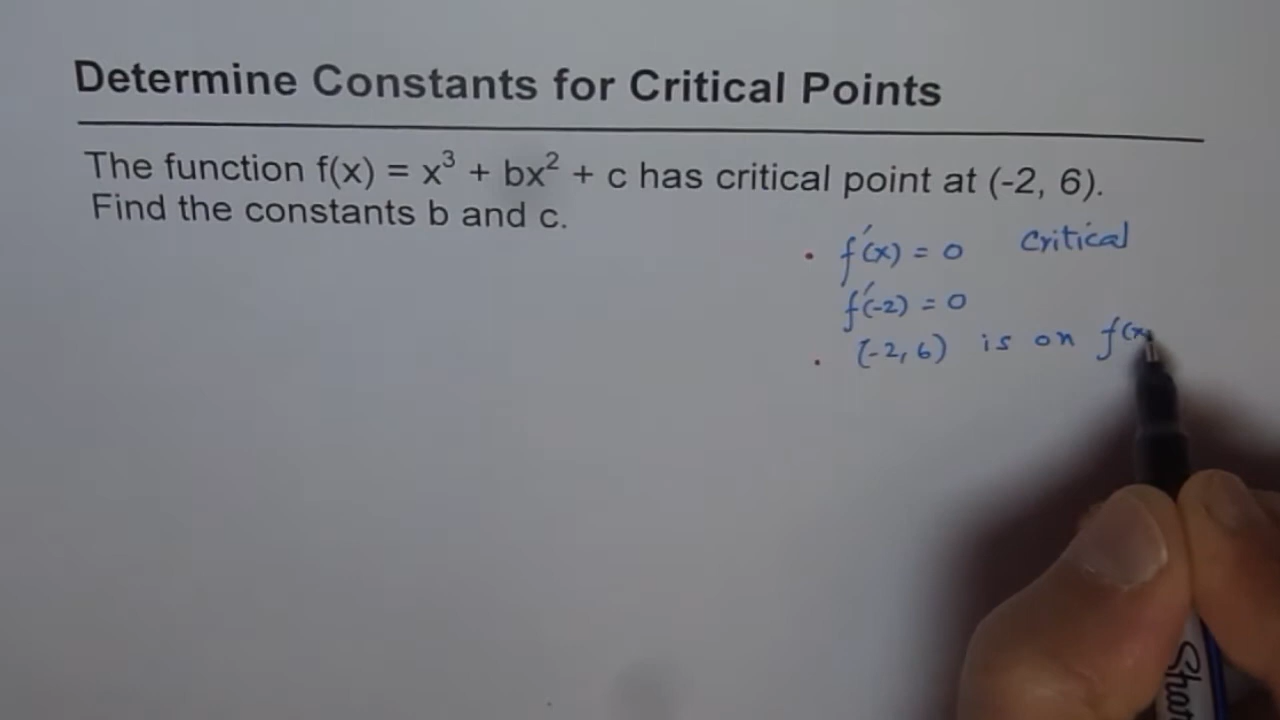 Determine Constants for Critical Points
The function f(x) = x³ + bx² + c has critical point at (-2, 6).
Find the constants b and c.
• f′(x) = 0 Critical
f′(-2) = 0
• (-2, 6) is on f(x